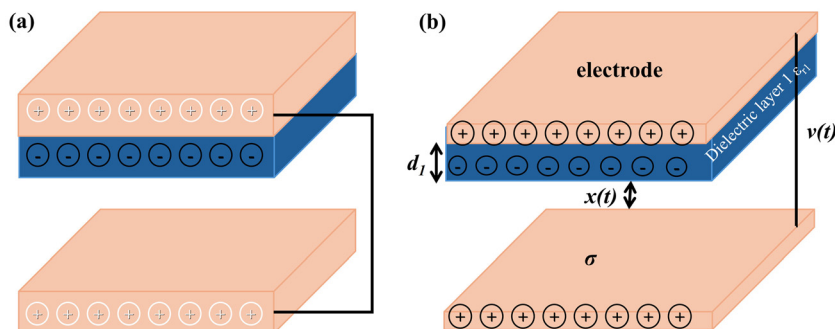 (a)
+ + + + + + + +
- - - - - - - -
+ + + + + + + +
(b)
electrode
Dielectric layer 1 εr1
v(t)
+ + + + + + + +
d1
- - - - - - - -
x(t)
σ
+ + + + + + + +